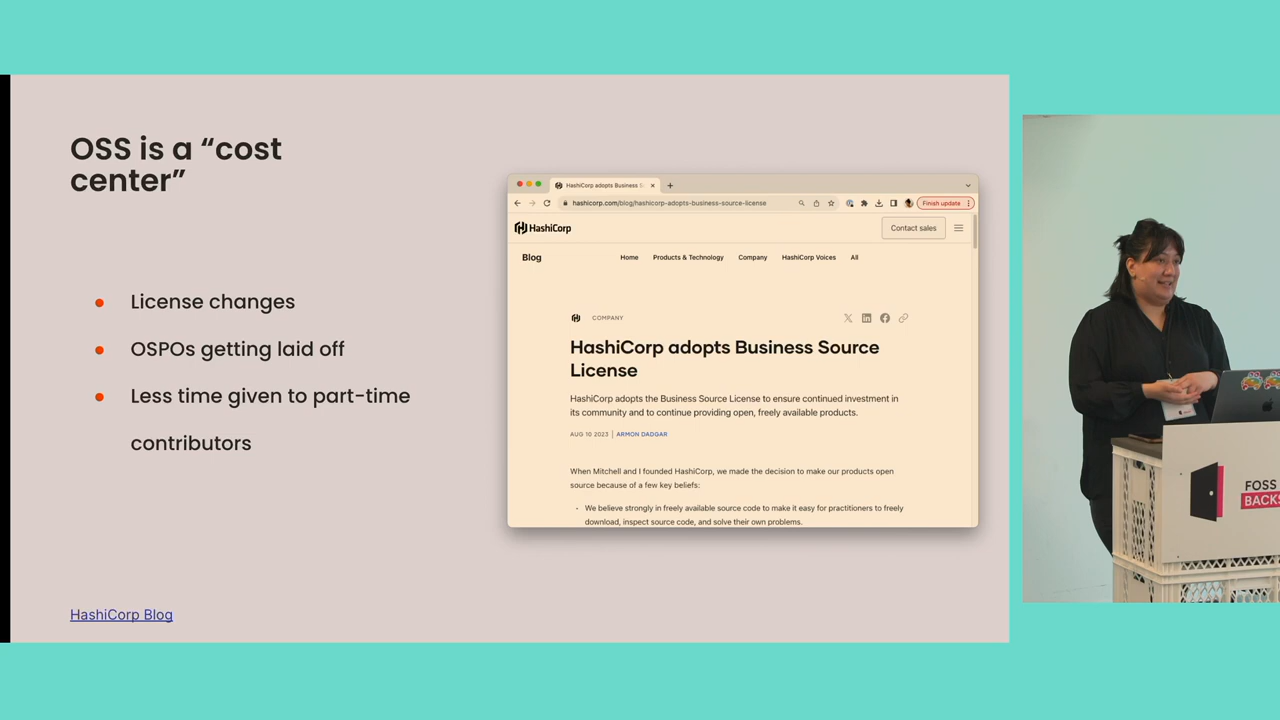 OSS is a “cost
center”
● License changes
● OSPOs getting laid off
● Less time given to part-time
contributors
HashiCorp Blog
HashiCorp adopts Business S
hashicorp.com/blog/hashicorp-adopts-business-source-license
Finish update
HashiCorp
Contact sales
Blog
Home Products & Technology Company HashiCorp Voices All
COMPANY
HashiCorp adopts Business Source
License
HashiCorp adopts the Business Source License to ensure continued investment in
its community and to continue providing open, freely available products.
AUG 10 2023 | ARMON DADGAR
When Mitchell and I founded HashiCorp, we made the decision to make our products open
source because of a few key beliefs:
· We believe strongly in freely available source code to make it easy for practitioners to freely
download, inspect source code, and solve their own problems.
FOSS
BACKS